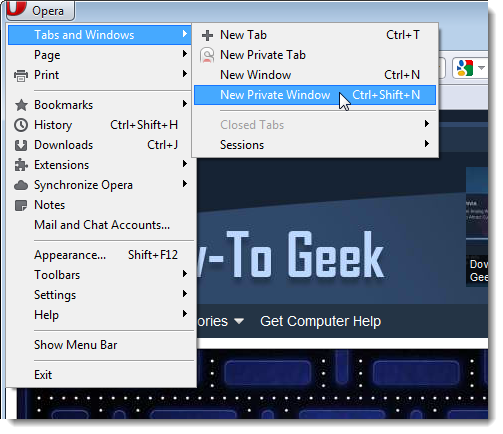 Opera
Tabs and Windows
Page
Print
Bookmarks
History Ctrl+Shift+H
Downloads Ctrl+J
Extensions
Synchronize Opera
Notes
Mail and Chat Accounts...
Appearance... Shift+F12
Toolbars
Settings
Help
Show Menu Bar
Exit
New Tab Ctrl+T
New Private Tab
New Window Ctrl+N
New Private Window Ctrl+Shift+N
Closed Tabs
Sessions
w-To Geek
ories
Get Computer Help
Dov
Gee